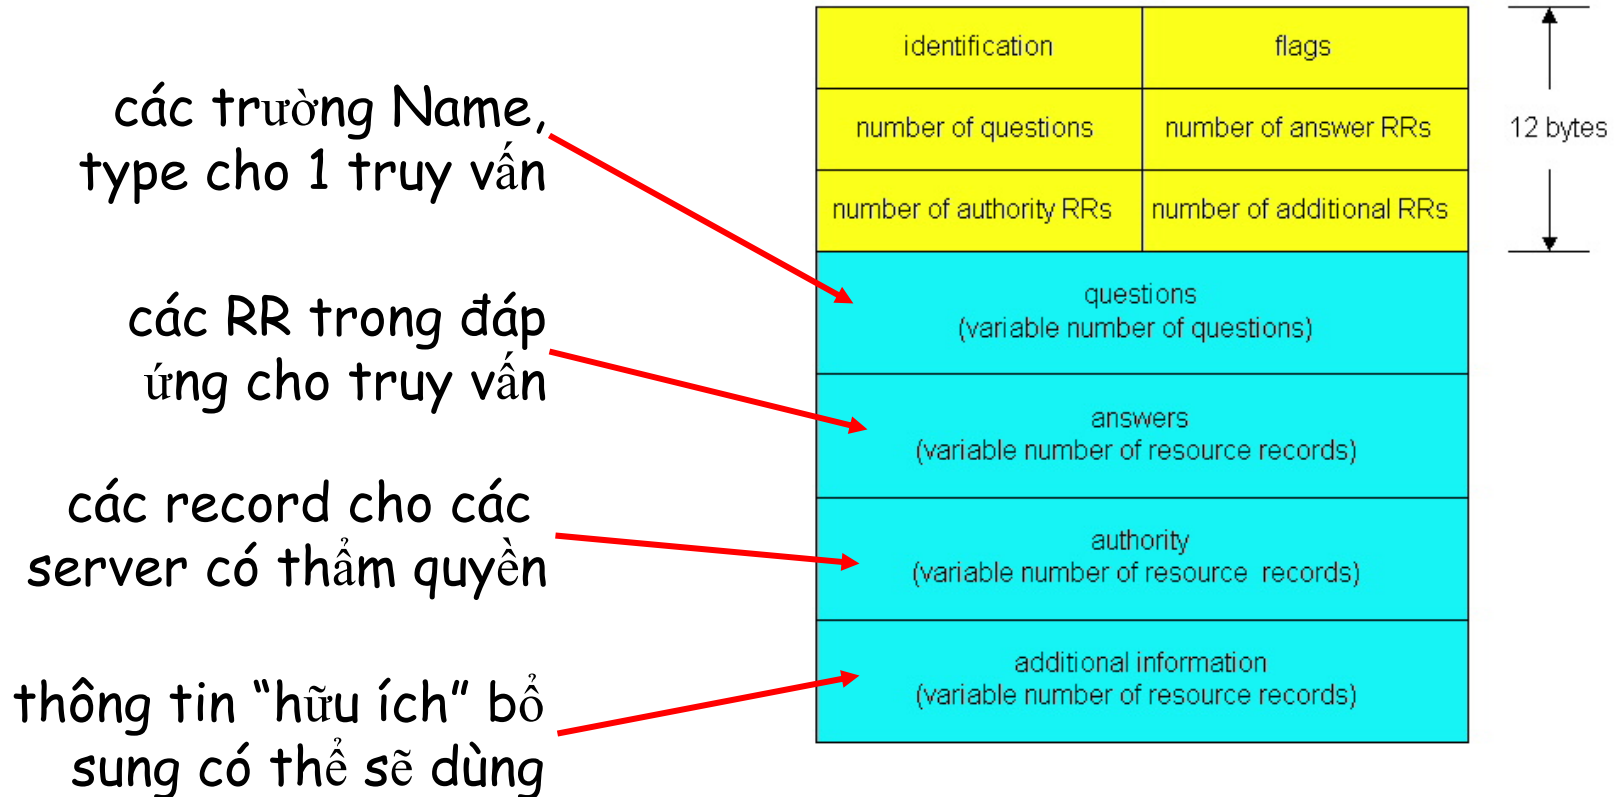 các trường Name,
type cho 1 truy vấn
các RR trong đáp
ứng cho truy vấn
các record cho các
server có thẩm quyền
thông tin “hữu ích” bổ
sung có thể sẽ dùng
identification
flags
number of questions
number of answer RRs
number of authority RRs
number of additional RRs
12 bytes
questions
(variable number of questions)
answers
(variable number of resource records)
authority
(variable number of resource records)
additional information
(variable number of resource records)